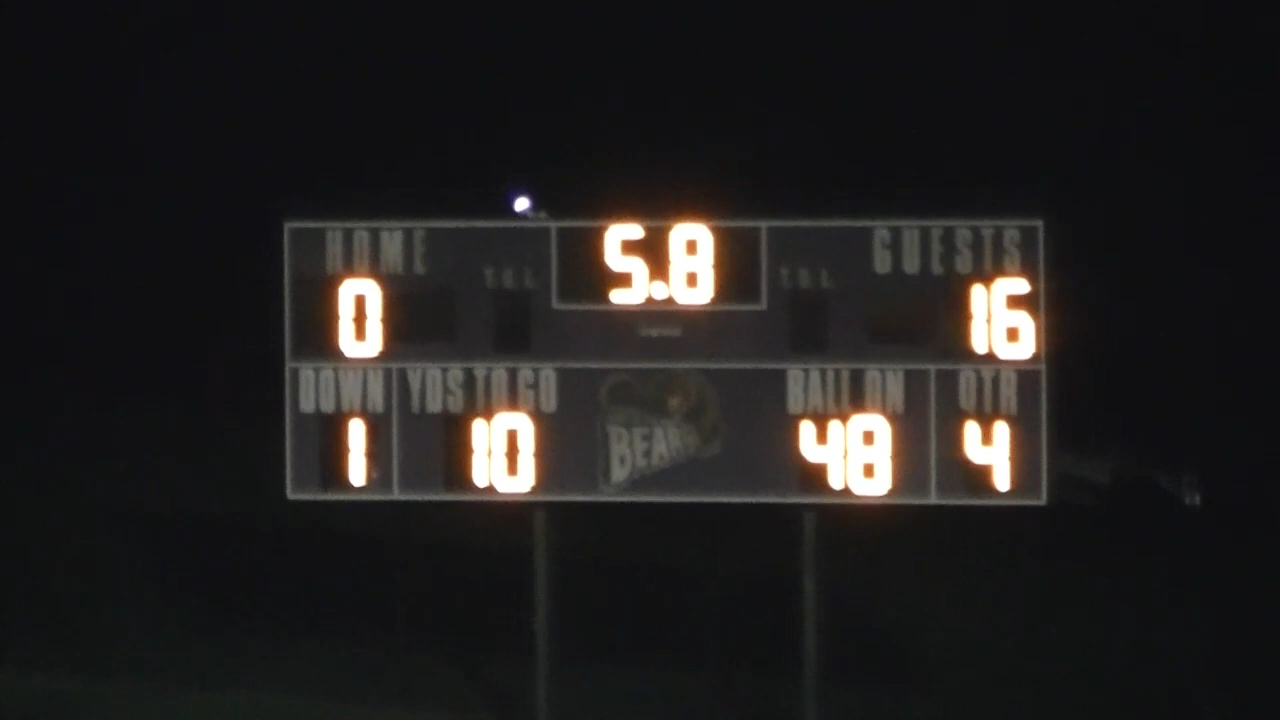 HOME 5.8 GUESTS
T.O.L. T.O.L.
0 16
DOWN YDS TO GO BALL ON QTR
BEARS
1 10 48 4